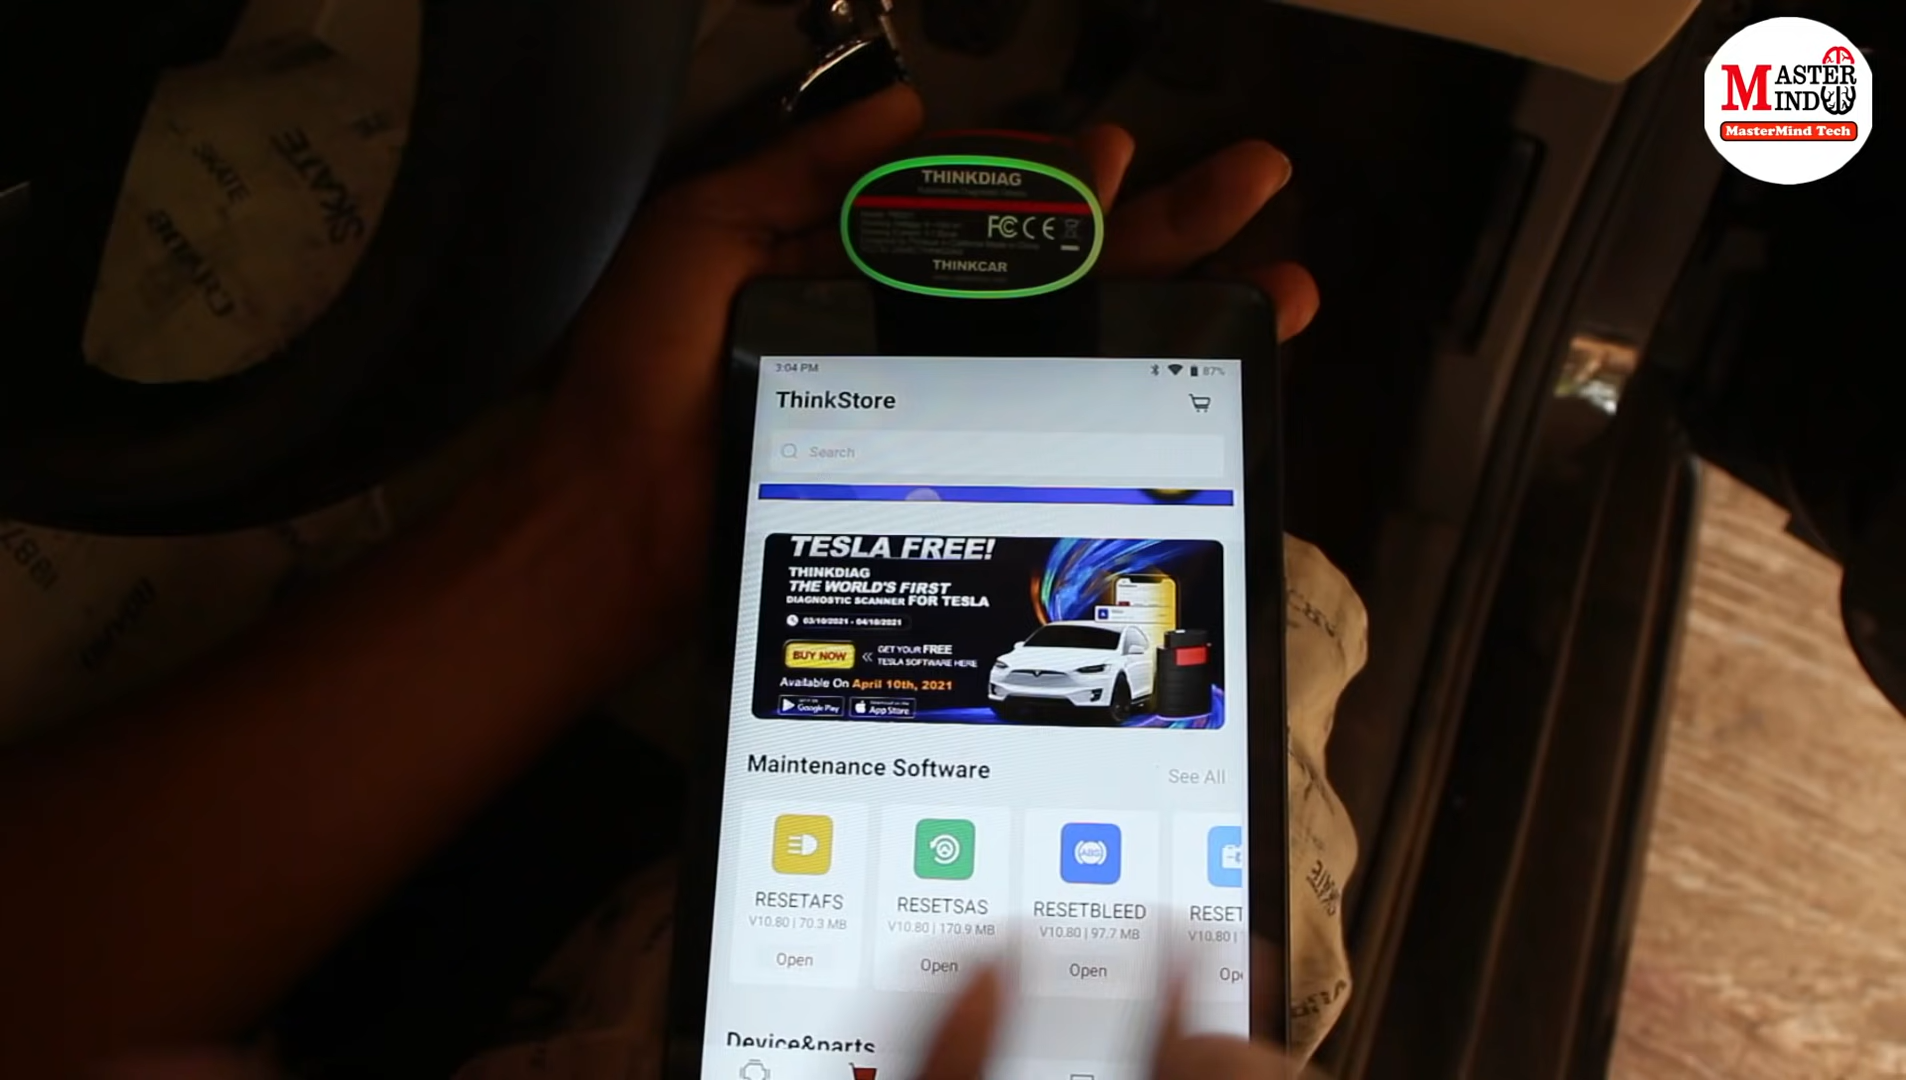 MASTER
MIND
MasterMind Tech
THINKDIAG
FC CE
THINKCAR
SKATE
1987
3:04 PM
87%
ThinkStore
Search
TESLA FREE!
THINKDIAG
THE WORLD'S FIRST
DIAGNOSTIC SCANNER FOR TESLA
03/10/2021 - 04/10/2021
BUY NOW << GET YOUR FREE
TESLA SOFTWARE HERE
Available On April 10th, 2021
Google Play
App Store
Maintenance Software
See All
RESETAFS
V10.80 | 70.3 MB
Open
RESETSAS
V10.80 | 170.9 MB
Open
RESETBLEED
V10.80 | 97.7 MB
Open
RESET
V10.80 |
Op
Device&parts
SKATE